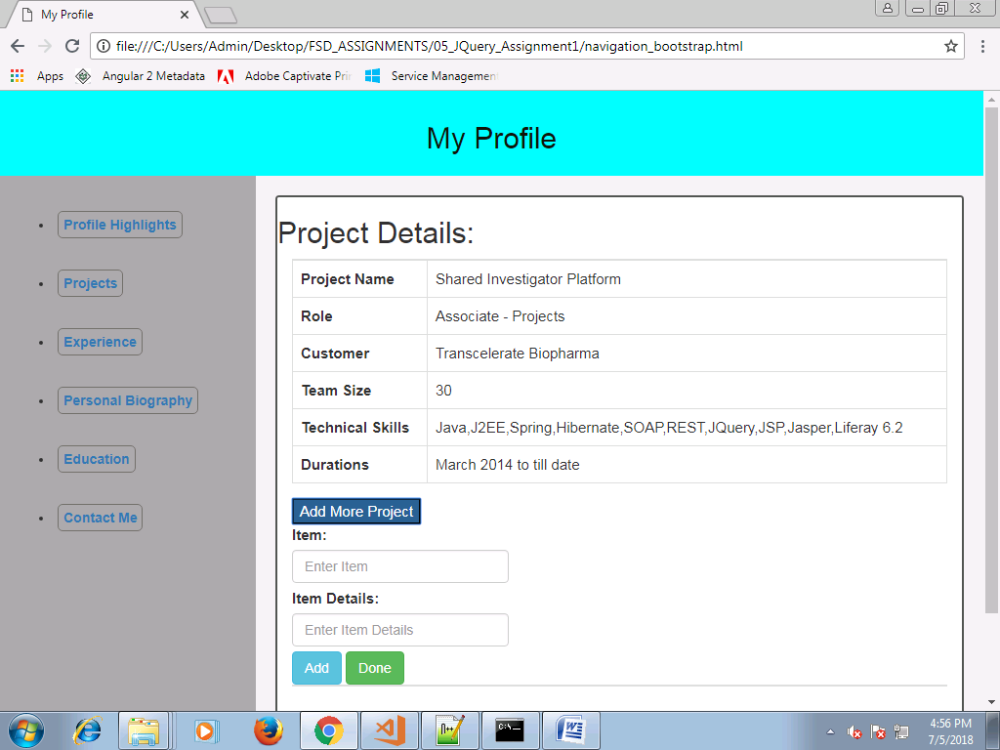 My Profile
file:///C:/Users/Admin/Desktop/FSD_ASSIGNMENTS/05_JQuery_Assignment1/navigation_bootstrap.html
Apps Angular 2 Metadata Adobe Captivate Pri Service Managemen
My Profile
Profile Highlights
Projects
Experience
Personal Biography
Education
Contact Me
Project Details:
Project Name Shared Investigator Platform
Role Associate - Projects
Customer Transcelerate Biopharma
Team Size 30
Technical Skills Java,J2EE,Spring,Hibernate,SOAP,REST,JQuery,JSP,Jasper,Liferay 6.2
Durations March 2014 to till date
Add More Project
Item:
Enter Item
Item Details:
Enter Item Details
Add Done
4:56 PM
7/5/2018